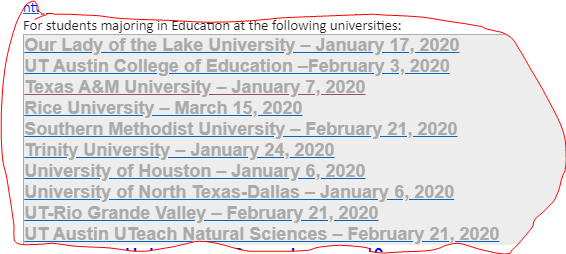 For students majoring in Education at the following universities:
Our Lady of the Lake University – January 17, 2020
UT Austin College of Education –February 3, 2020
Texas A&M University – January 7, 2020
Rice University – March 15, 2020
Southern Methodist University – February 21, 2020
Trinity University – January 24, 2020
University of Houston – January 6, 2020
University of North Texas-Dallas – January 6, 2020
UT-Rio Grande Valley – February 21, 2020
UT Austin UTeach Natural Sciences – February 21, 2020